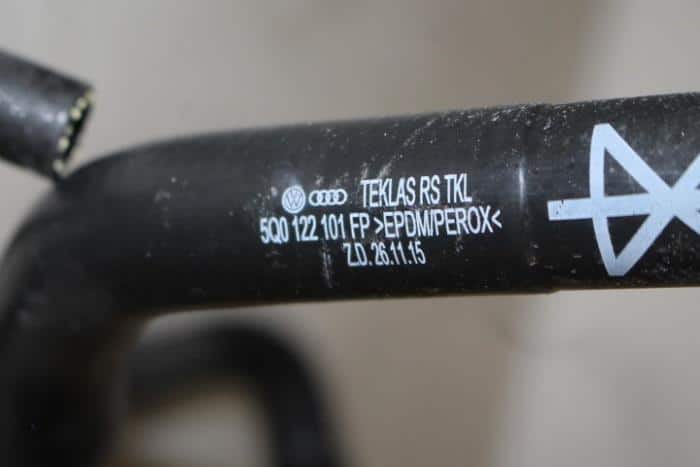 TEKLAS RS TKL
5Q0 122 101 FP >EPDM/PEROX<
Z.D. 26.11.15